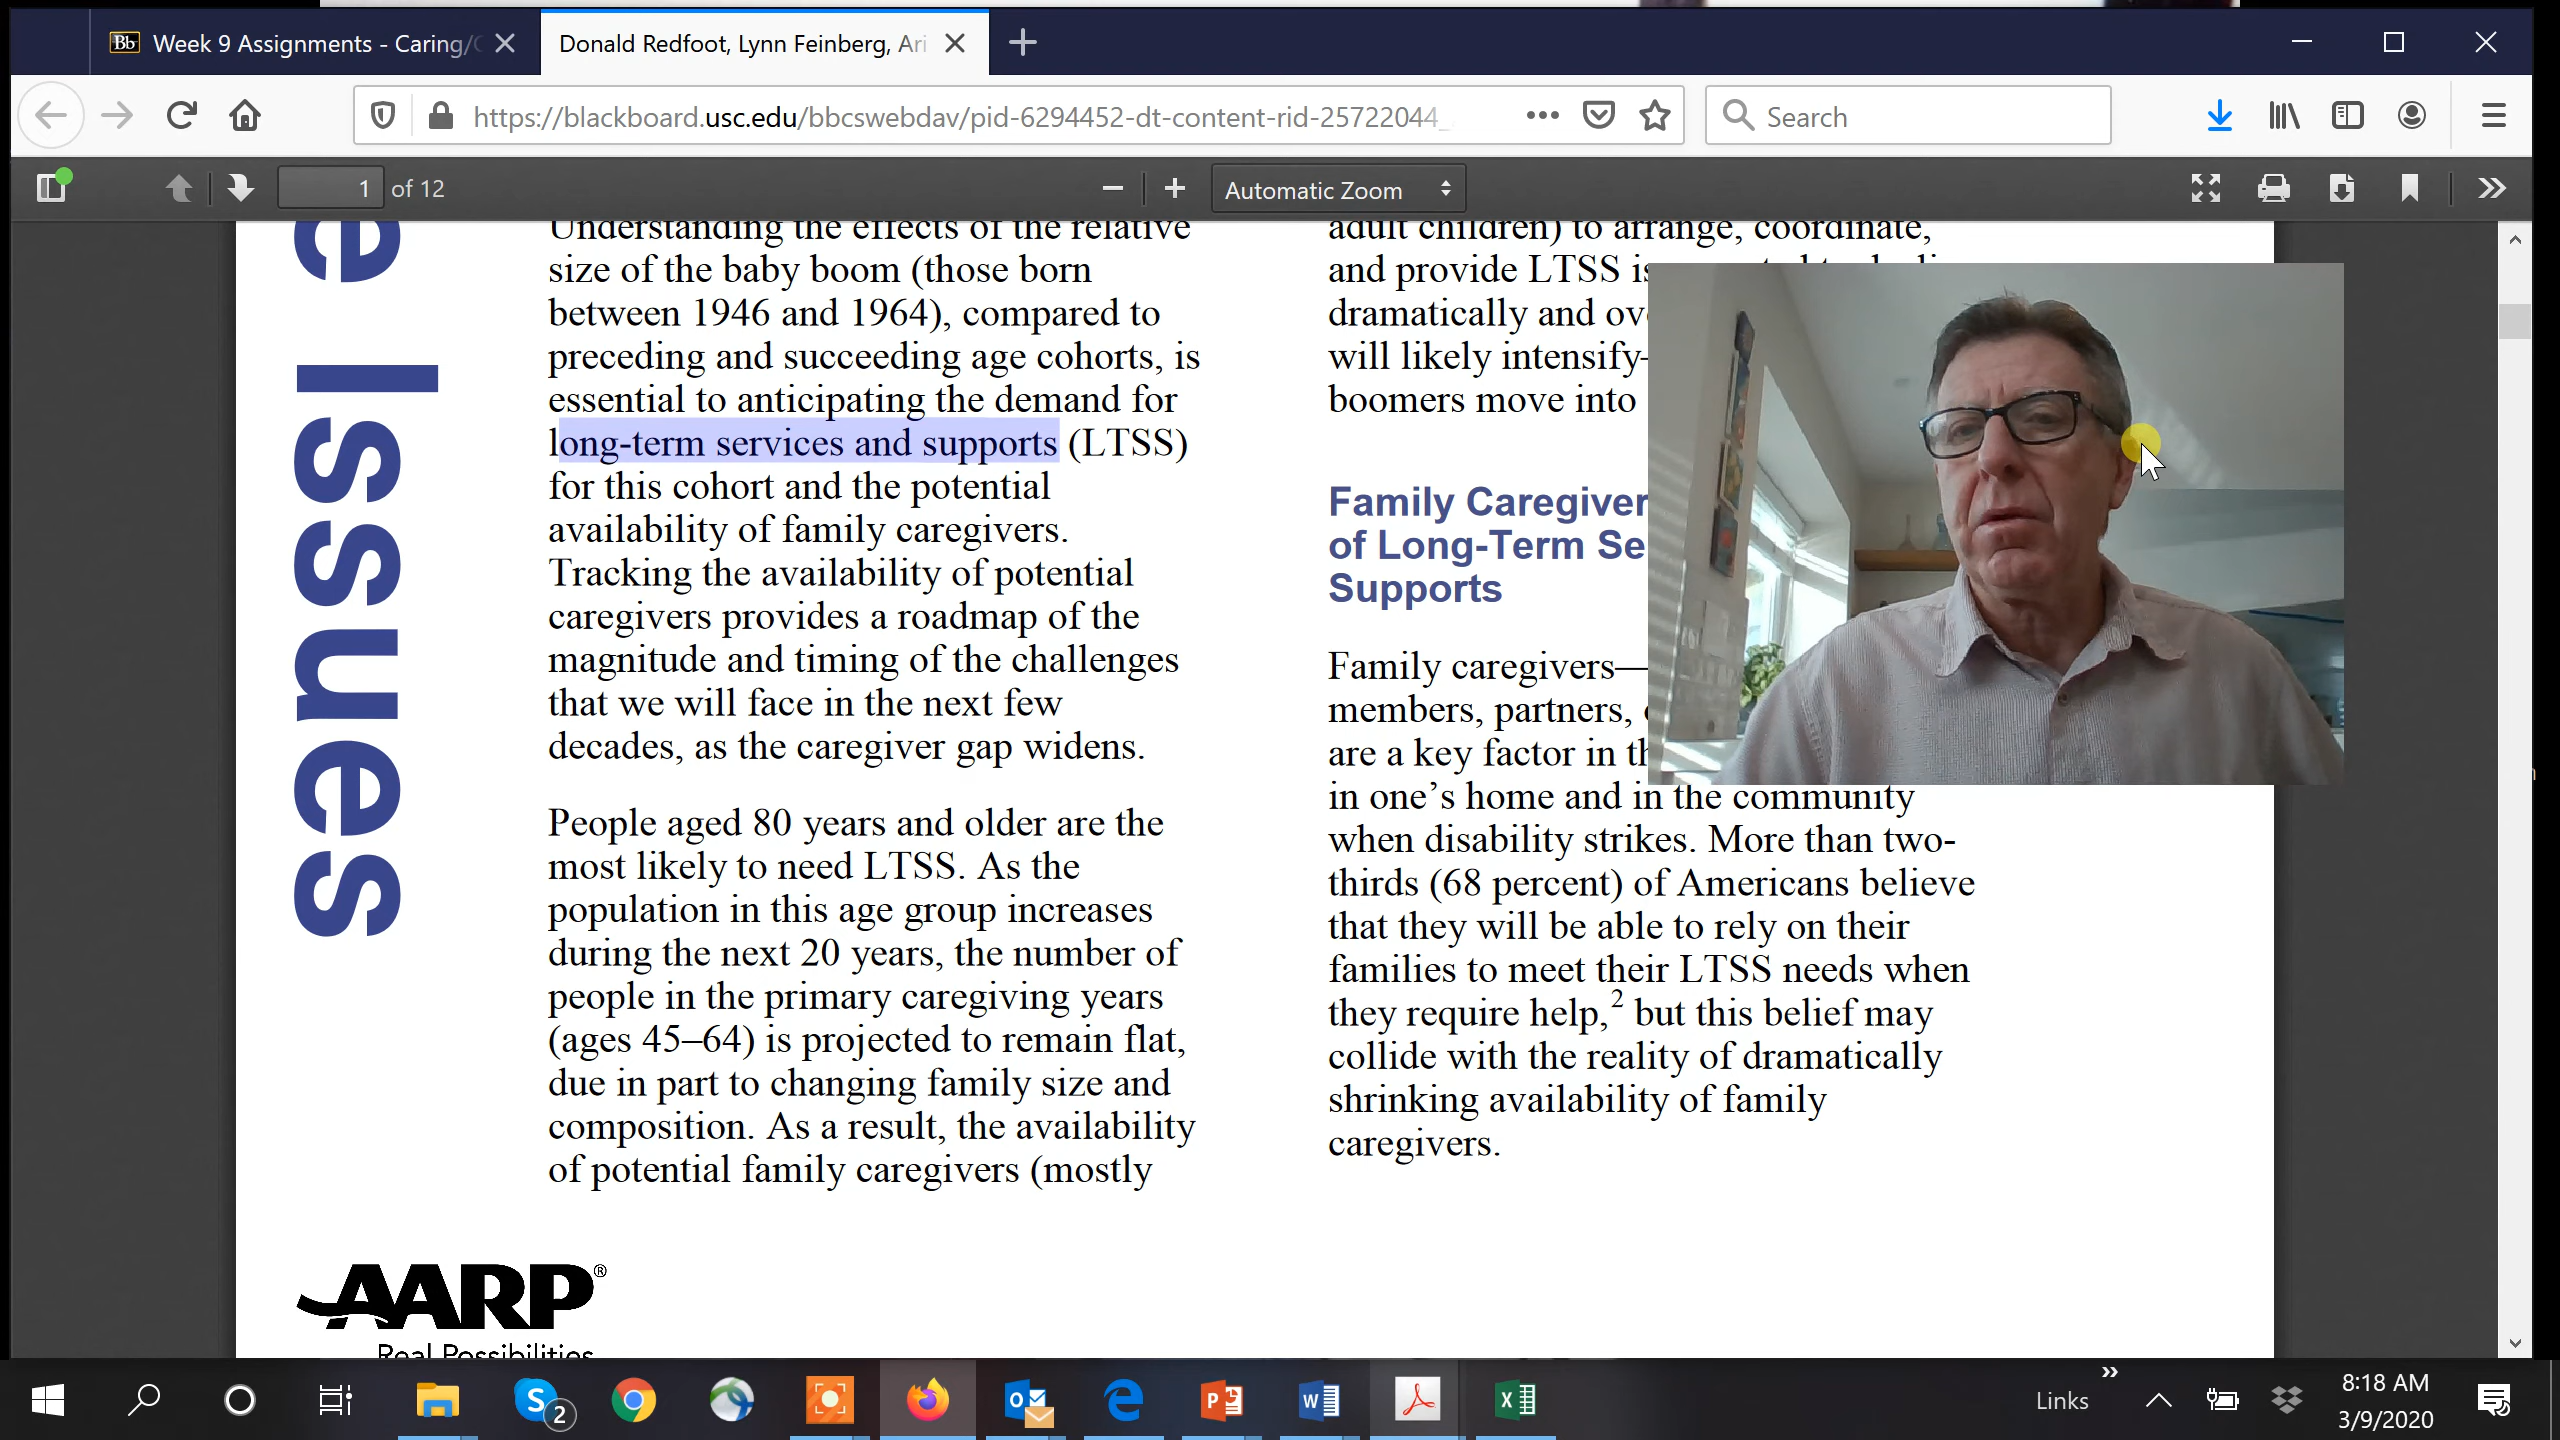 Week 9 Assignments - Caring/
Donald Redfoot, Lynn Feinberg, Ari
https://blackboard.usc.edu/bbcswebdav/pid-6294452-dt-content-rid-25722044_
Search
1 of 12
Automatic Zoom
e Issues
Understanding the effects of the relative
size of the baby boom (those born
between 1946 and 1964), compared to
preceding and succeeding age cohorts, is
essential to anticipating the demand for
long-term services and supports (LTSS)
for this cohort and the potential
availability of family caregivers.
Tracking the availability of potential
caregivers provides a roadmap of the
magnitude and timing of the challenges
that we will face in the next few
decades, as the caregiver gap widens.
People aged 80 years and older are the
most likely to need LTSS. As the
population in this age group increases
during the next 20 years, the number of
people in the primary caregiving years
(ages 45–64) is projected to remain flat,
due in part to changing family size and
composition. As a result, the availability
of potential family caregivers (mostly
adult children) to arrange, coordinate,
and provide LTSS is
dramatically and
will likely intensify
boomers move into
Family Caregiver
of Long-Term Se
Supports
Family caregivers—
members, partners,
are a key factor in
in one’s home and in the community
when disability strikes. More than two-
thirds (68 percent) of Americans believe
that they will be able to rely on their
families to meet their LTSS needs when
they require help,2 but this belief may
collide with the reality of dramatically
shrinking availability of family
caregivers.
AARP®
Real Possibilities
2
Links
8:18 AM
3/9/2020